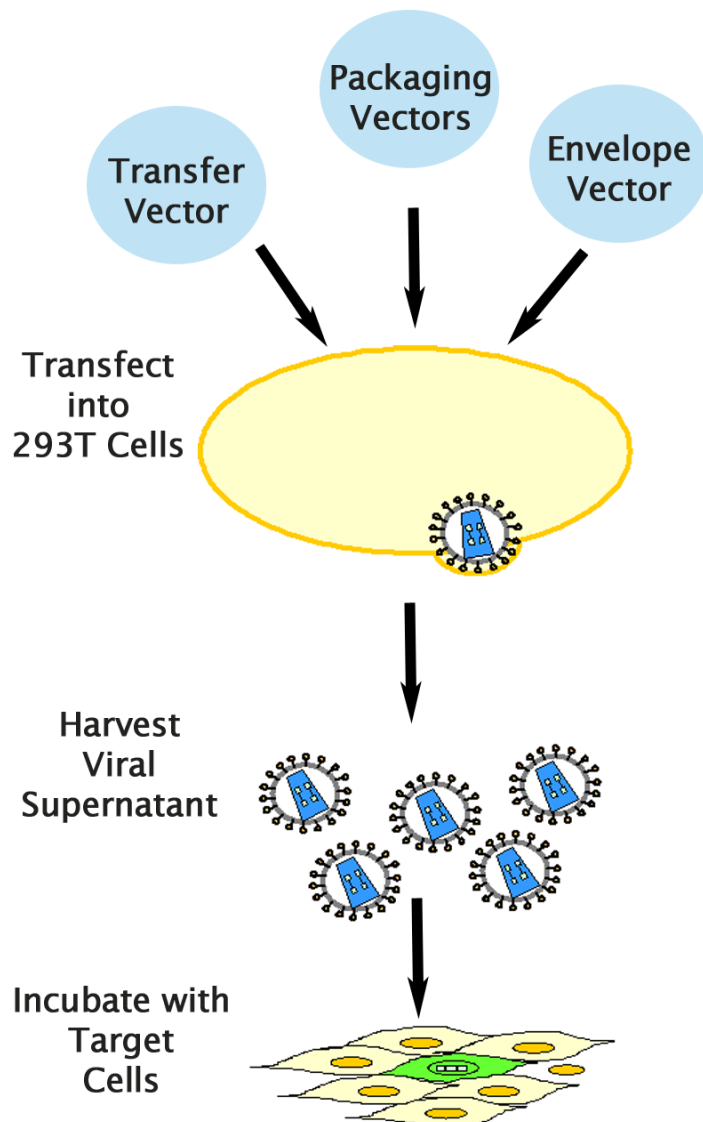 Packaging
Vectors
Transfer
Vector
Envelope
Vector
Transfect
into
293T Cells
Harvest
Viral
Supernatant
Incubate with
Target
Cells